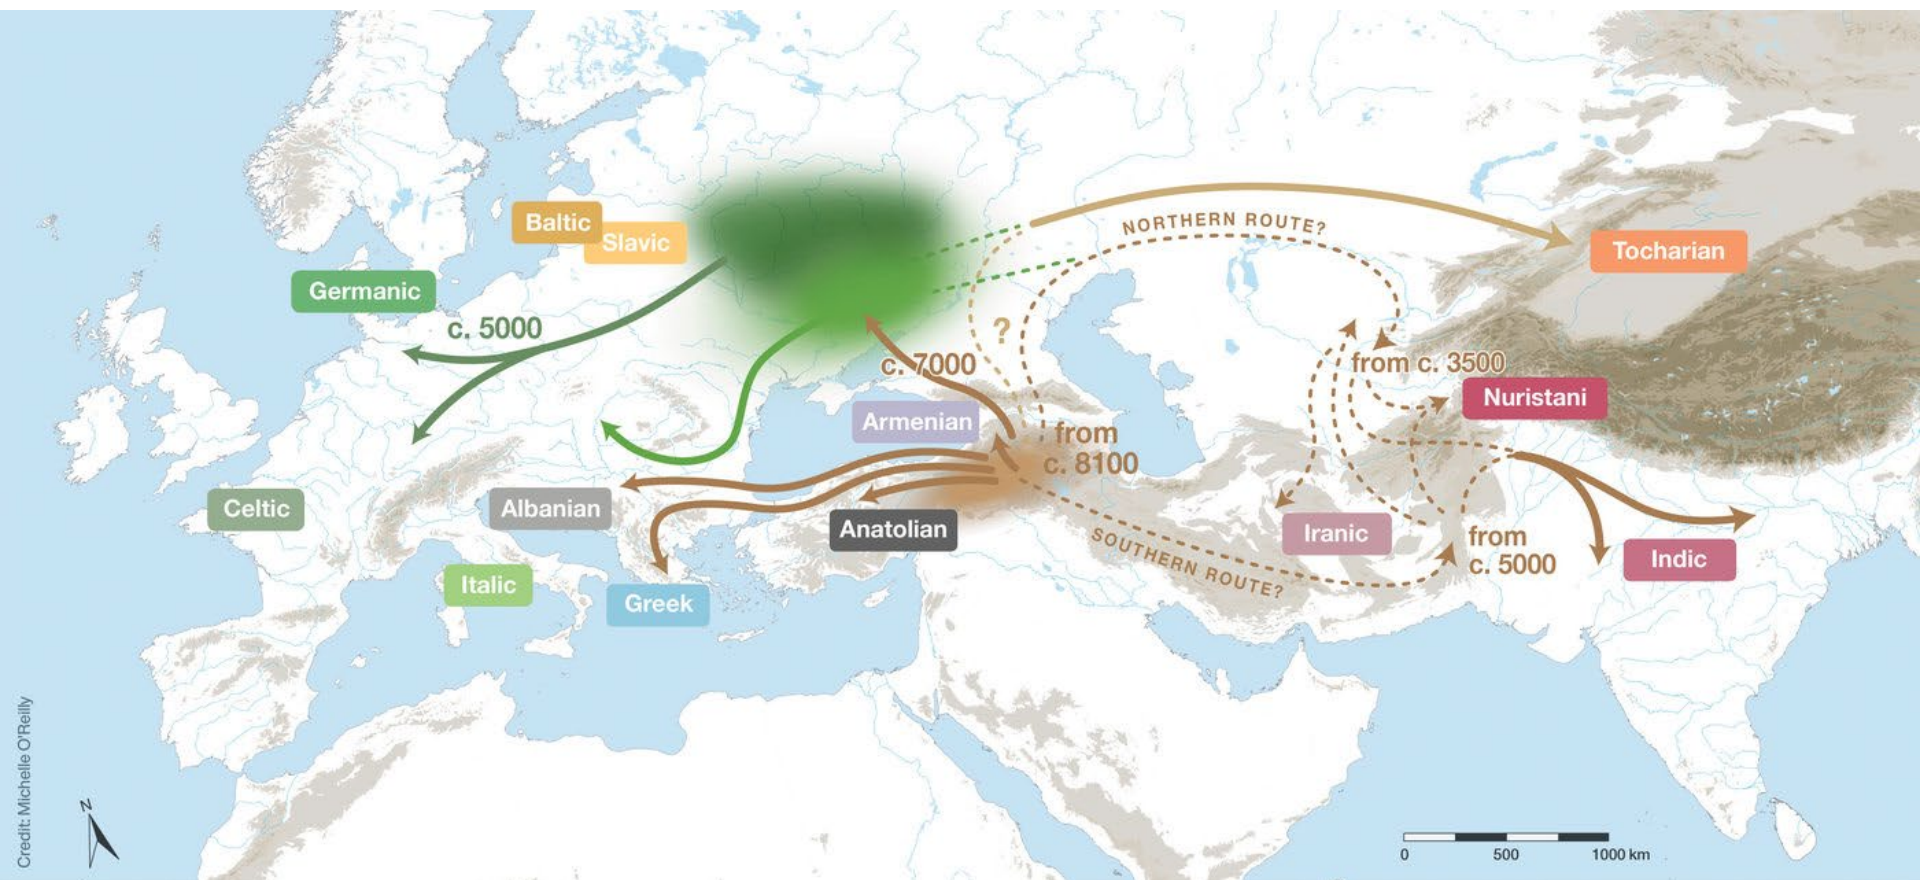 Baltic
Slavic
Germanic
c. 5000
NORTHERN ROUTE?
Tocharian
?
c. 7000
from c. 3500
Nuristani
Armenian
from
c. 8100
Celtic
Albanian
Anatolian
Iranic
SOUTHERN ROUTE?
from
c. 5000
Indic
Italic
Greek
Credit: Michelle O'Reilly
N
0 500 1000 km